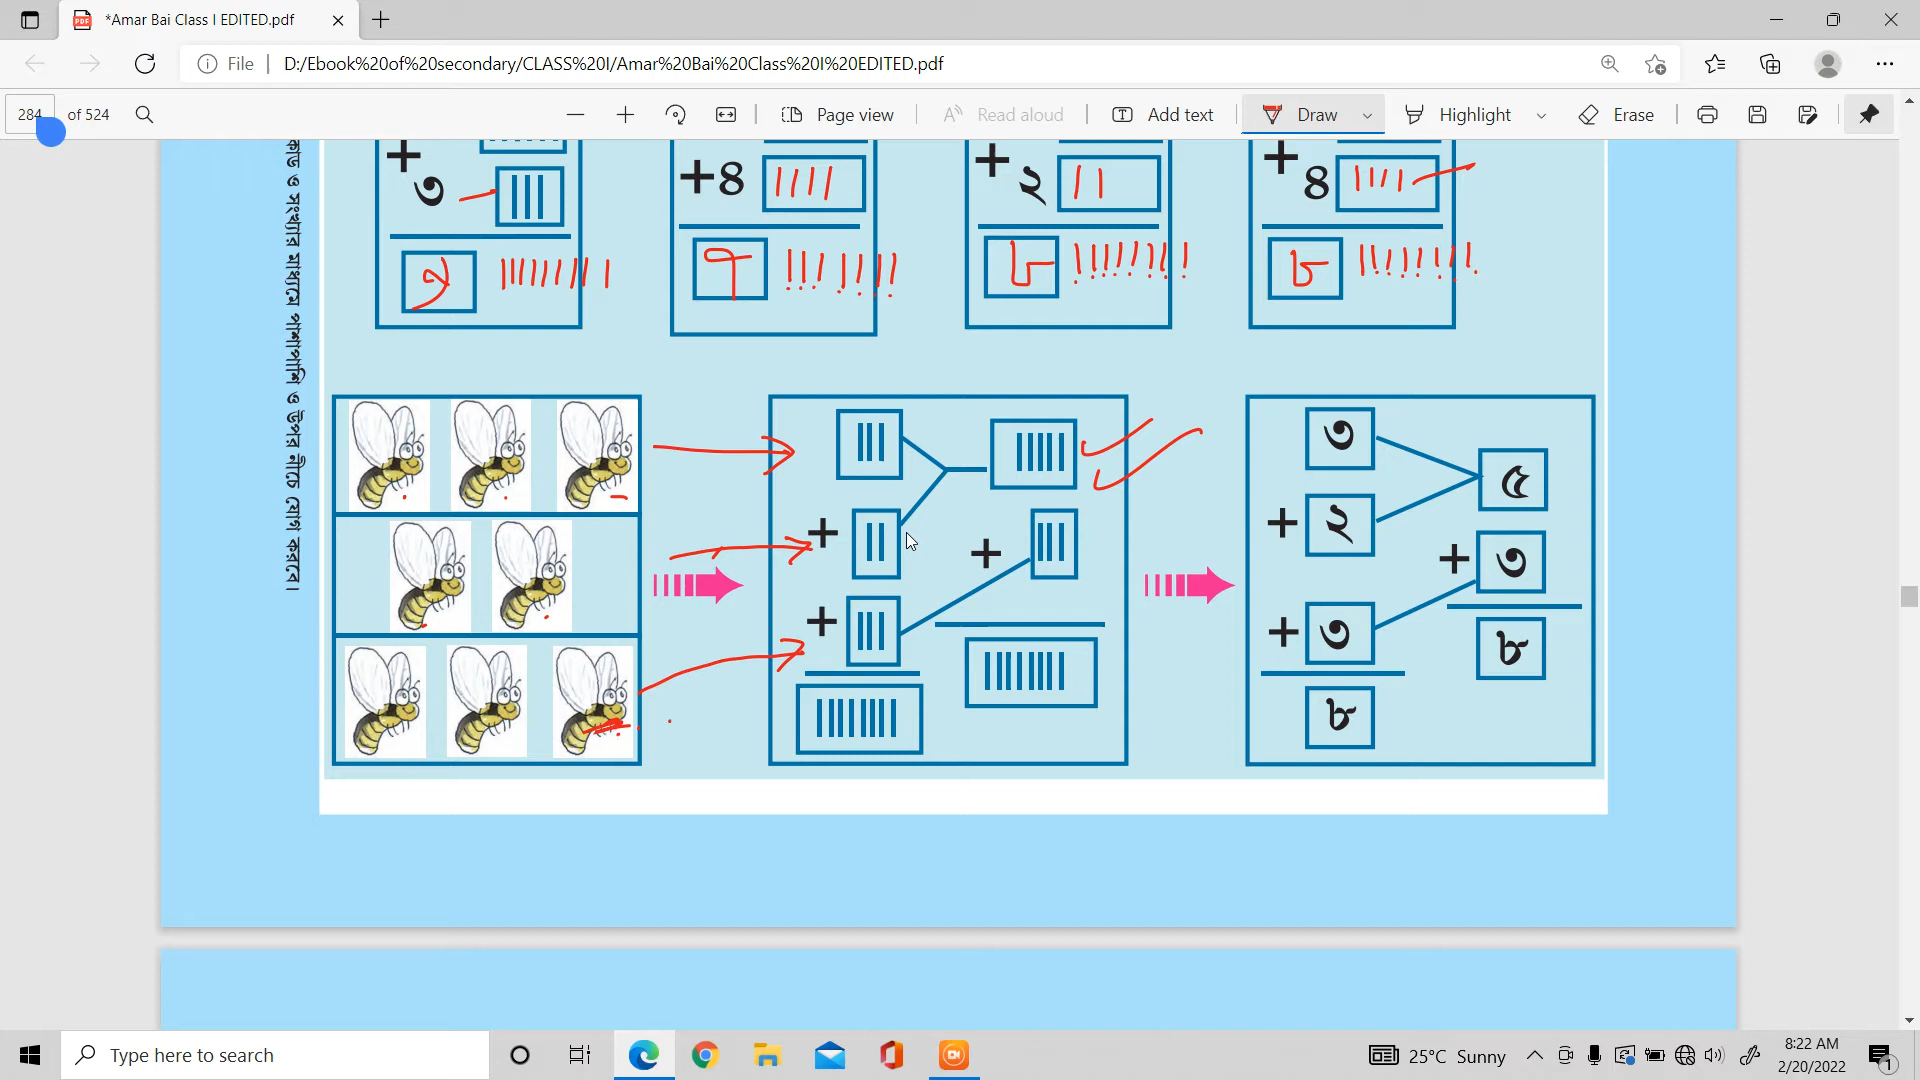 *Amar Bai Class I EDITED.pdf
File
D:/Ebook%20of%20secondary/CLASS%20I/Amar%20Bai%20Class%20I%20EDITED.pdf
284 of 524
Page view
Read aloud
Add text
Draw
Highlight
Erase
+ ৩
+৪
+ ২
+ ৪
৯
৭
৮
৮
+
+
+
৩
+ ২
+ ৩
৮
৫
+ ৩
৮
Type here to search
25°C Sunny
8:22 AM
2/20/2022
1